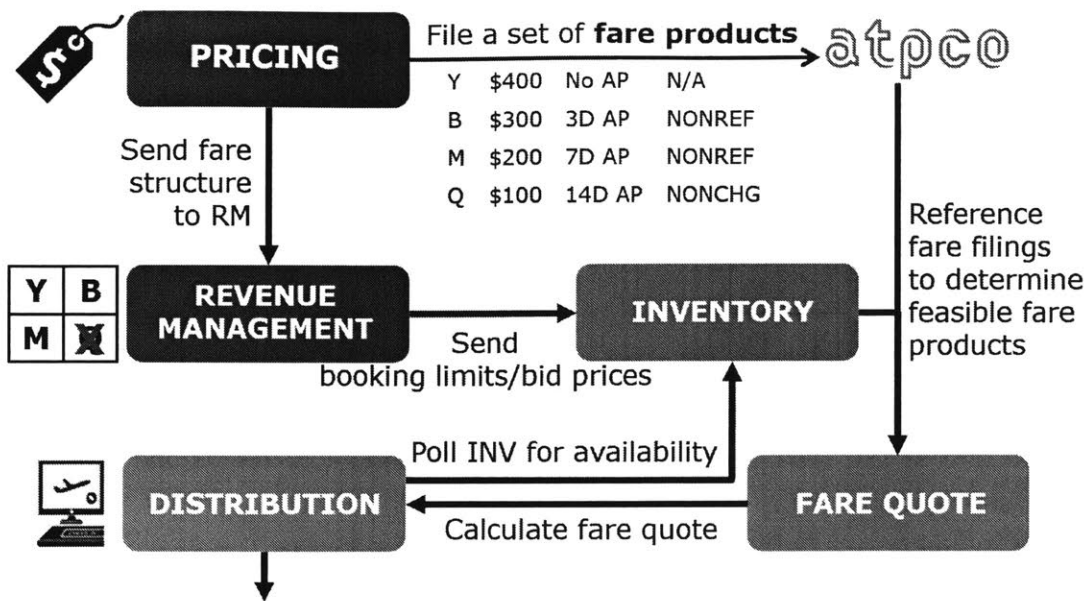 PRICING
File a set of fare products
atpco
Y $400 No AP N/A
B $300 3D AP NONREF
M $200 7D AP NONREF
Q $100 14D AP NONCHG
Send fare
structure
to RM
Reference
fare filings
to determine
feasible fare
products
Y B
M
REVENUE
MANAGEMENT
INVENTORY
Send
booking limits/bid prices
Poll INV for availability
DISTRIBUTION
FARE QUOTE
Calculate fare quote